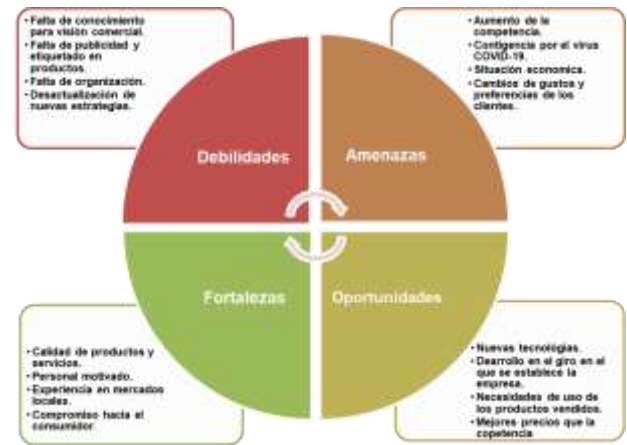 • Falta de conocimiento
para visión comercial.
• Falta de publicidad y
etiquetado en
productos.
• Falta de organización.
• Desactualización de
nuevas estrategias.
• Aumento de la
competencia.
• Contigencia por el virus
COVID-19.
• Situación economica.
• Cambios de gustos y
preferencias de los
clientes.
Debilidades
Amenazas
Fortalezas
Oportunidades
• Calidad de productos y
servicios.
• Personal motivado.
• Experiencia en mercados
locales.
• Compromiso hacia el
consumidor
• Nuevas tecnologías.
• Dearrollo en el giro en el
que se establece la
empresa.
• Necesidades de uso de
los productos vendidos.
• Mejores precios que la
copetencia